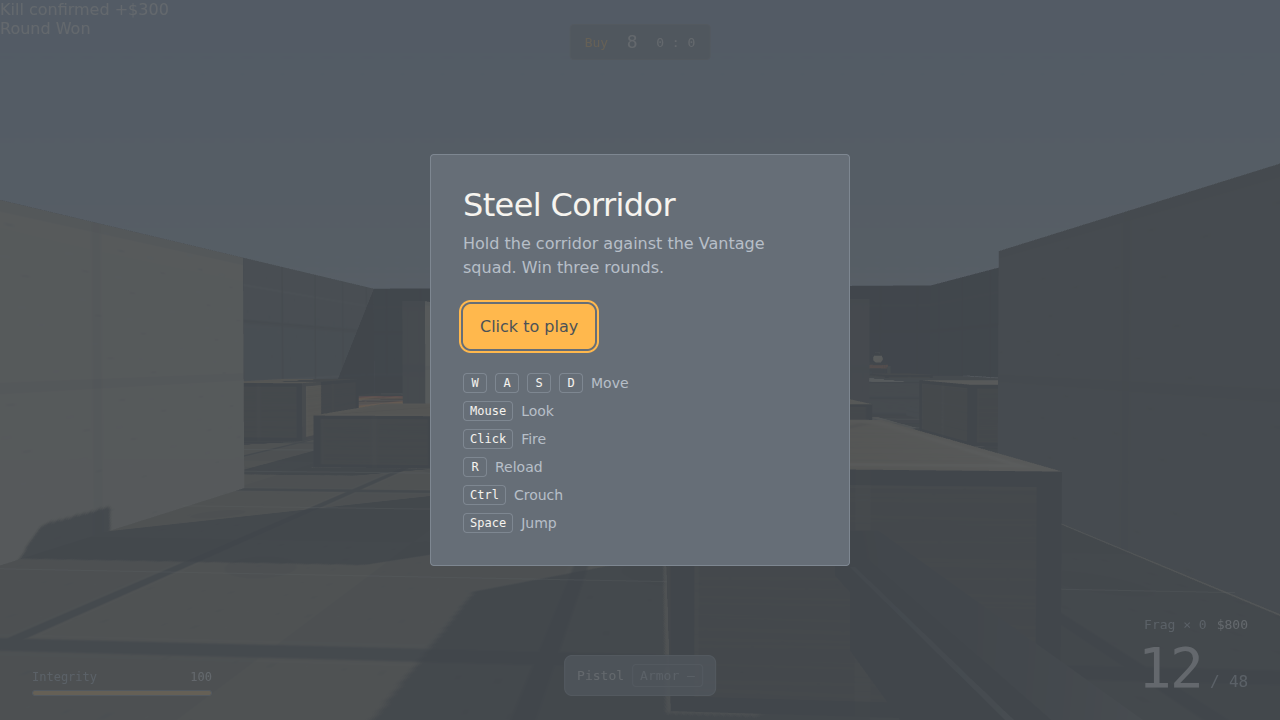 Kill confirmed +$300
Round Won
Buy 8 0 : 0
Steel Corridor
Hold the corridor against the Vantage
squad. Win three rounds.
Click to play
W A S D Move
Mouse Look
Click Fire
R Reload
Ctrl Crouch
Space Jump
Frag × 0 $800
12 / 48
Integrity 100
Pistol Armor —